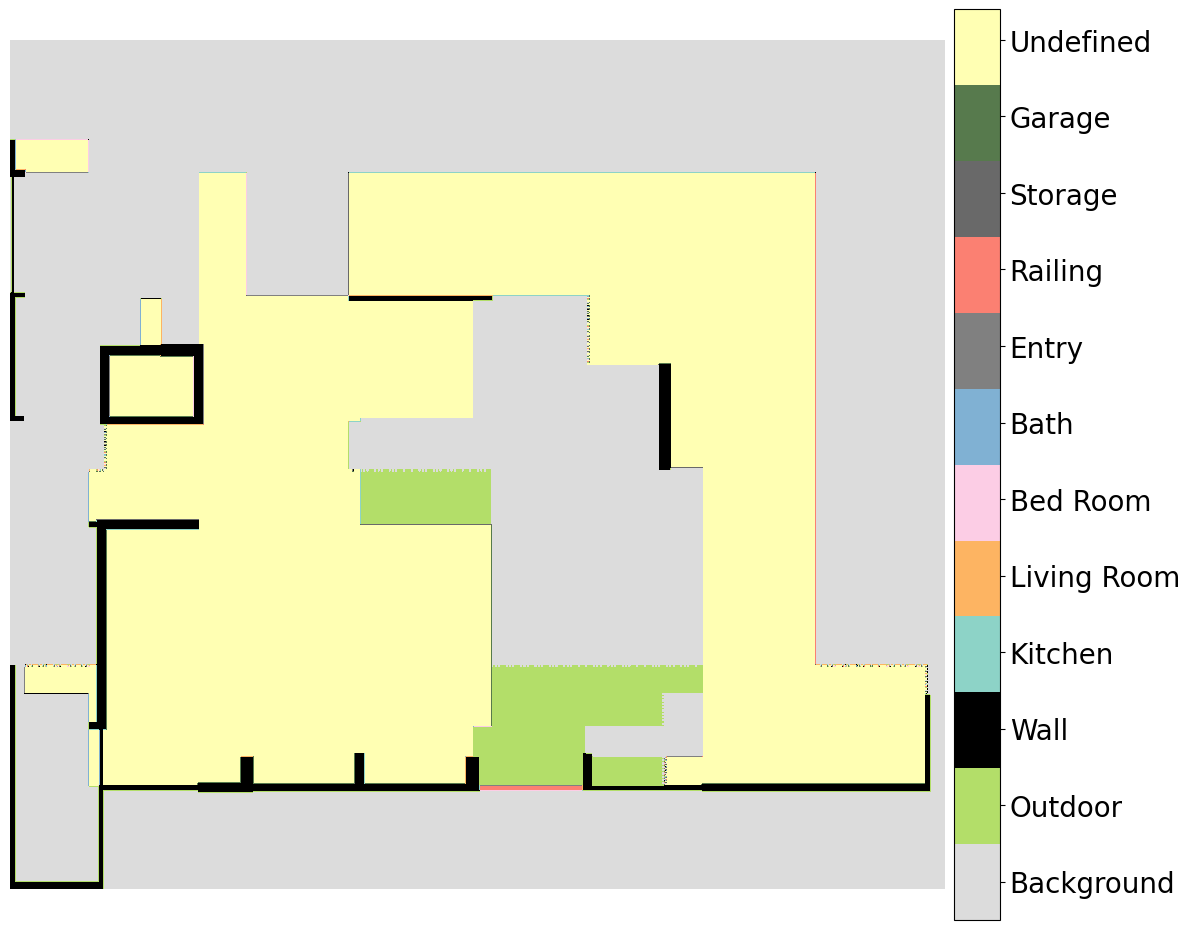 Undefined
Garage
Storage
Railing
Entry
Bath
Bed Room
Living Room
Kitchen
Wall
Outdoor
Background